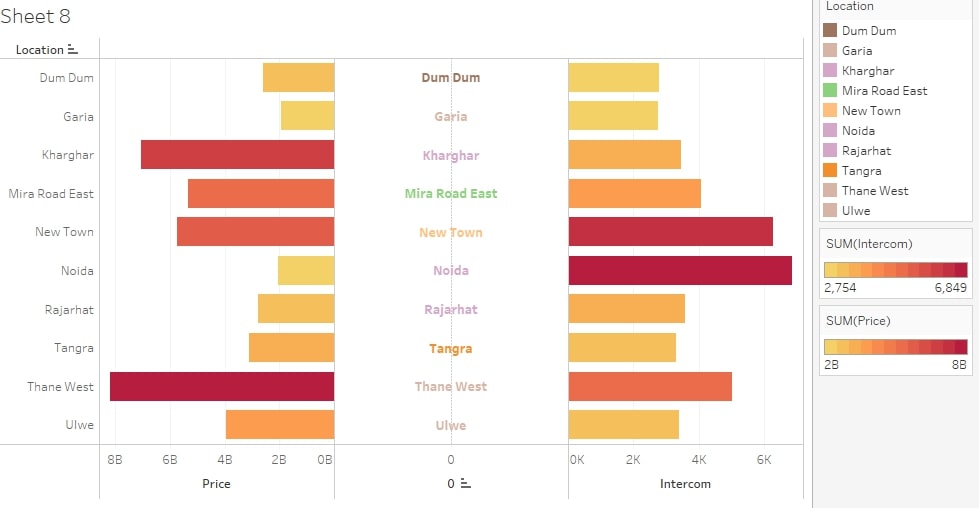 Sheet 8
Location
Dum Dum
Garia
Kharghar
Mira Road East
New Town
Noida
Rajarhat
Tangra
Thane West
Ulwe
Dum Dum
Garia
Kharghar
Mira Road East
New Town
Noida
Rajarhat
Tangra
Thane West
Ulwe
8B 6B 4B 2B 0B
Price
0
0
0K 2K 4K 6K
Intercom
Location
Dum Dum
Garia
Kharghar
Mira Road East
New Town
Noida
Rajarhat
Tangra
Thane West
Ulwe
SUM(Intercom)
2,754 6,849
SUM(Price)
2B 8B